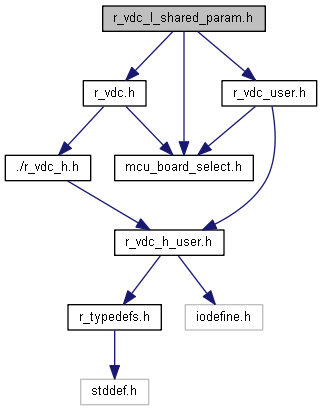 r_vdc_l_shared_param.h
r_vdc.h
r_vdc_user.h
./r_vdc_h.h
mcu_board_select.h
r_vdc_h_user.h
r_typedefs.h
iodefine.h
stddef.h